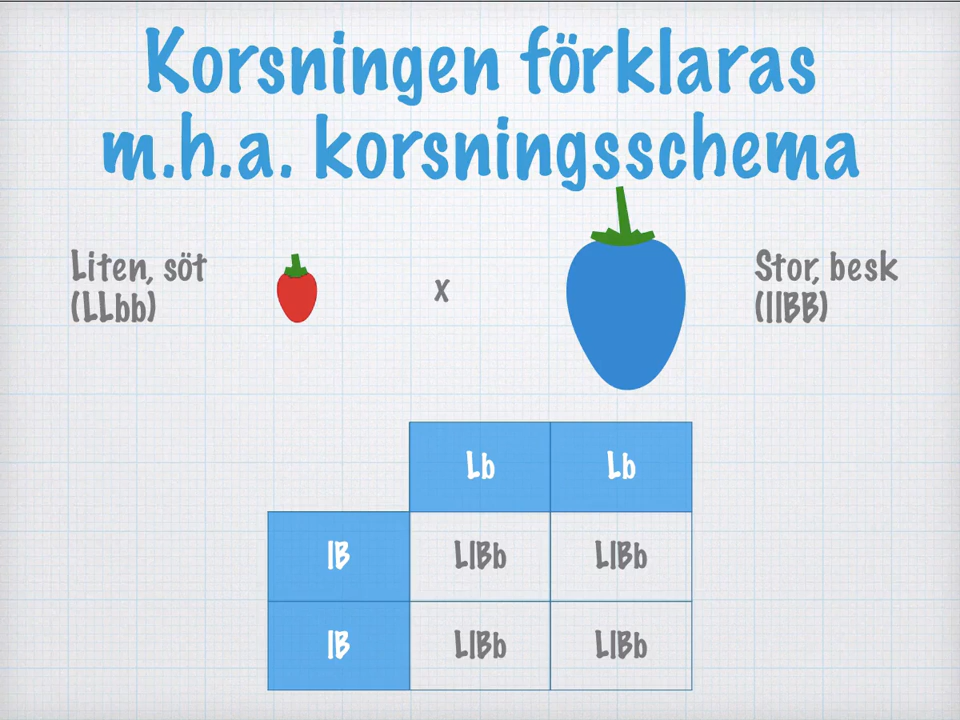 Korsningen förklaras
m.h.a. korsningsschema
Liten, söt
(LLbb)
x
Stor, besk
(llBB)
Lb Lb
lB LlBb LlBb
lB LlBb LlBb